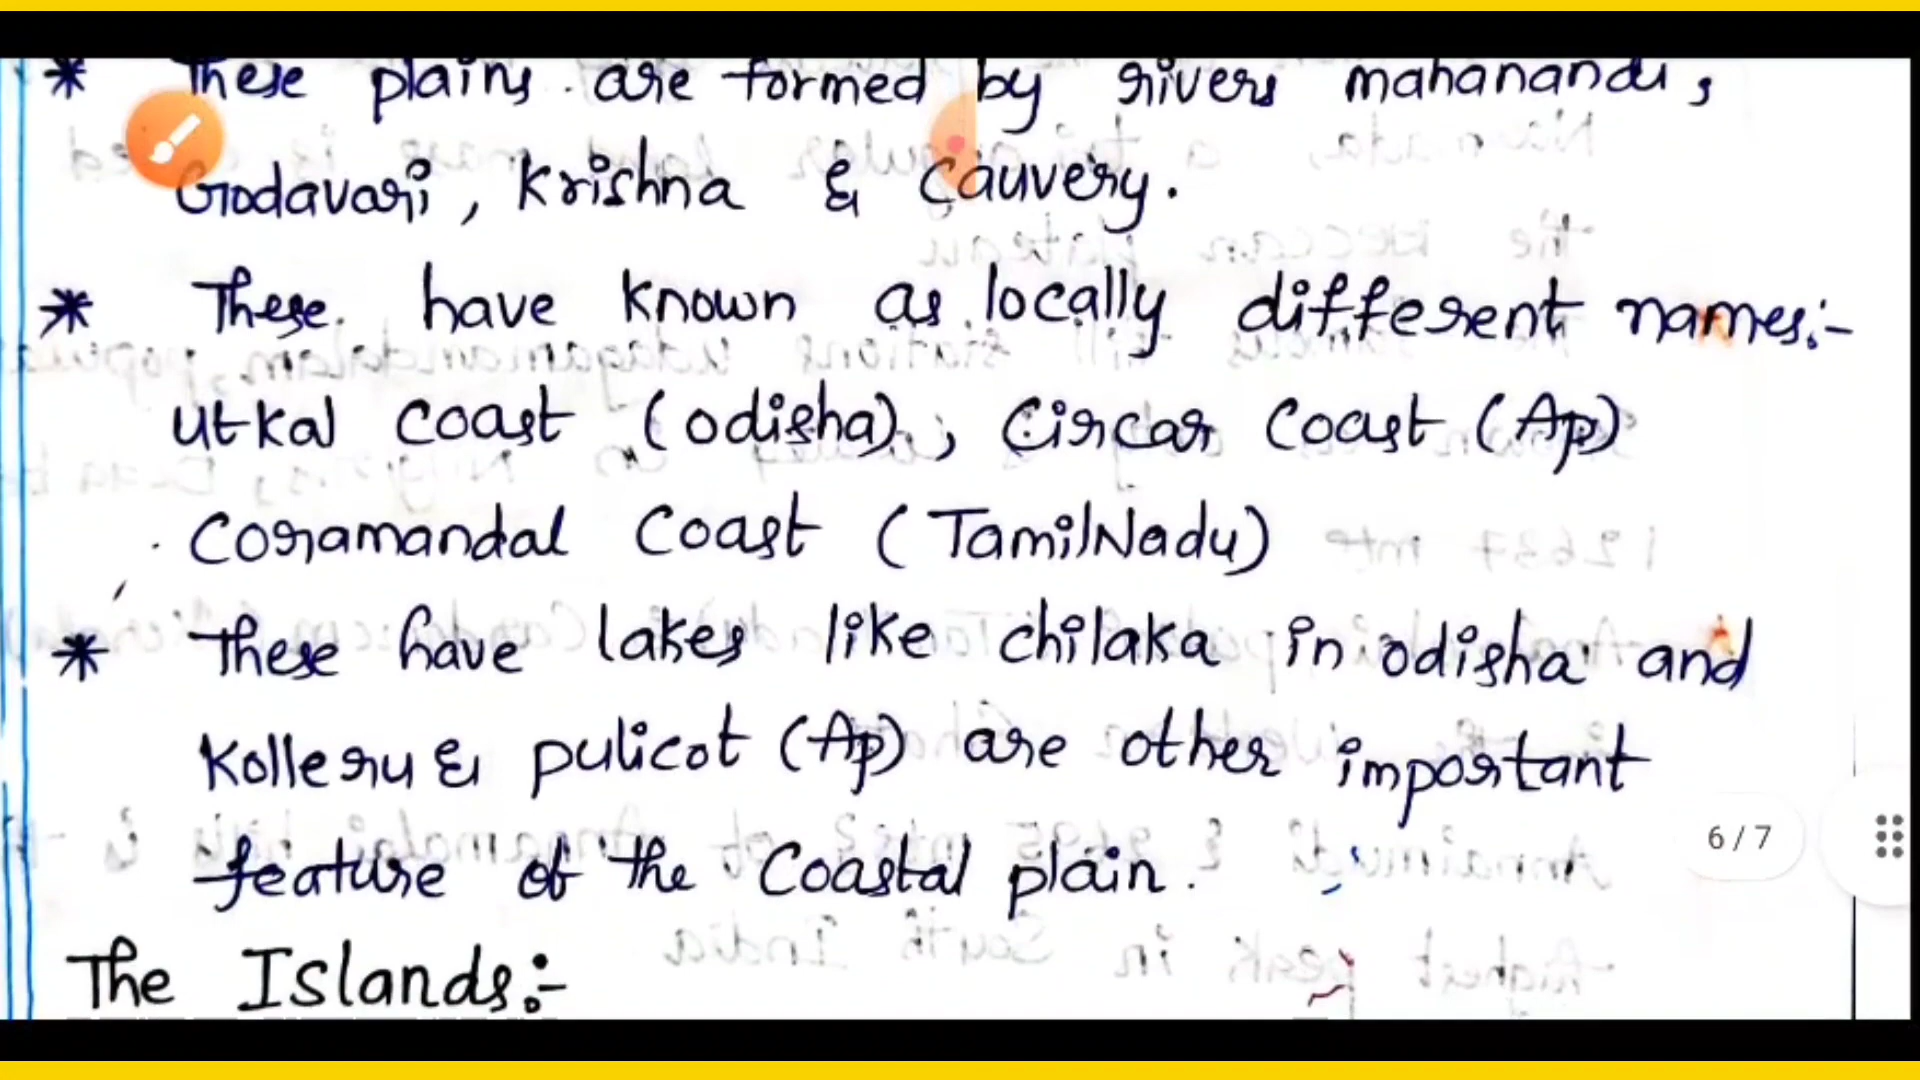 * These plains are formed by rivers mahanandi,
Godavari, Krishna & Cauvery.
* These have known as locally different names:-
Utkal coast (odisha), Circar Coast (Ap)
Coramandal Coast (TamilNadu)
* These have lakes like chilaka in odisha and
Kolleru & pulicot (Ap) are other important
feature of the Coastal plain.
6/7
The Islands:-